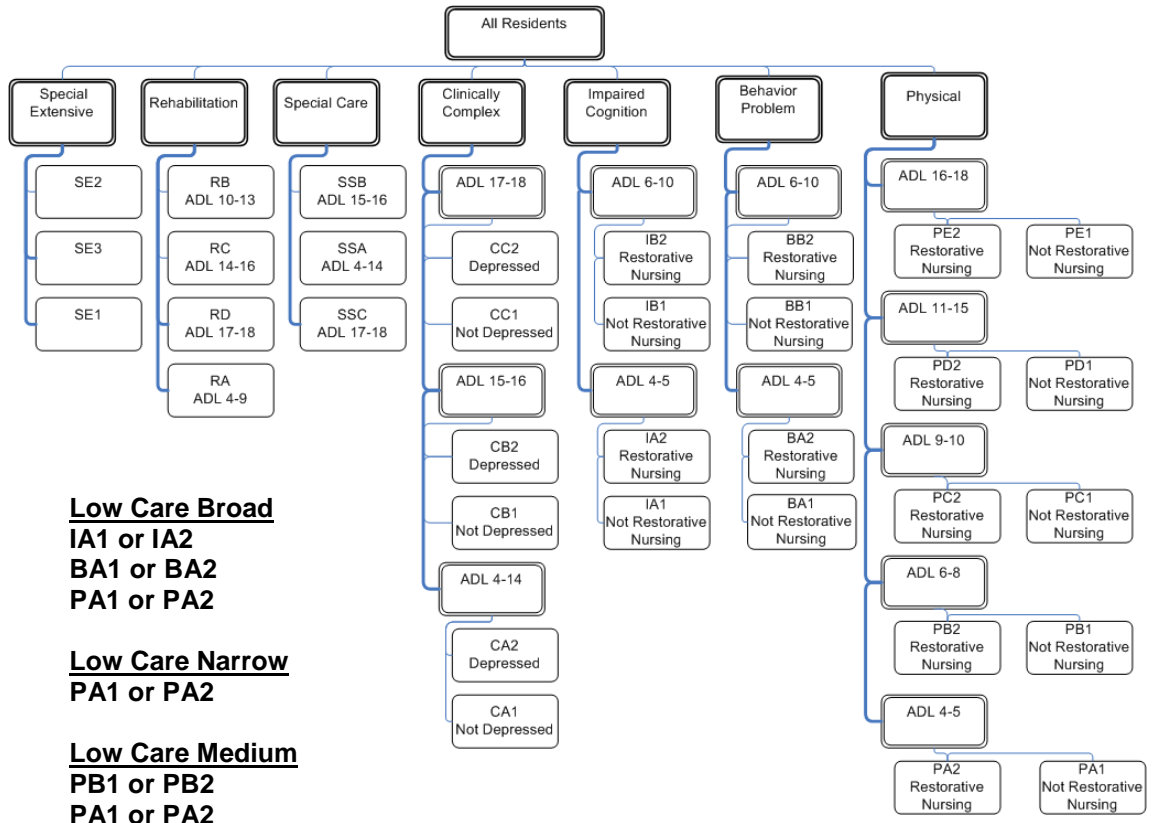 All Residents
Special
Extensive
SE2
SE3
SE1
Rehabilitation
RB
ADL 10-13
RC
ADL 14-16
RD
ADL 17-18
RA
ADL 4-9
Special Care
SSB
ADL 15-16
SSA
ADL 4-14
SSC
ADL 17-18
Clinically
Complex
ADL 17-18
CC2
Depressed
CC1
Not Depressed
ADL 15-16
CB2
Depressed
CB1
Not Depressed
ADL 4-14
CA2
Depressed
CA1
Not Depressed
Impaired
Cognition
ADL 6-10
IB2
Restorative
Nursing
IB1
Not Restorative
Nursing
ADL 4-5
IA2
Restorative
Nursing
IA1
Not Restorative
Nursing
Behavior
Problem
ADL 6-10
BB2
Restorative
Nursing
BB1
Not Restorative
Nursing
ADL 4-5
BA2
Restorative
Nursing
BA1
Not Restorative
Nursing
Physical
ADL 16-18
PE2
Restorative
Nursing
PE1
Not Restorative
Nursing
ADL 11-15
PD2
Restorative
Nursing
PD1
Not Restorative
Nursing
ADL 9-10
PC2
Restorative
Nursing
PC1
Not Restorative
Nursing
ADL 6-8
PB2
Restorative
Nursing
PB1
Not Restorative
Nursing
ADL 4-5
PA2
Restorative
Nursing
PA1
Not Restorative
Nursing
Low Care Broad
IA1 or IA2
BA1 or BA2
PA1 or PA2
Low Care Narrow
PA1 or PA2
Low Care Medium
PB1 or PB2
PA1 or PA2